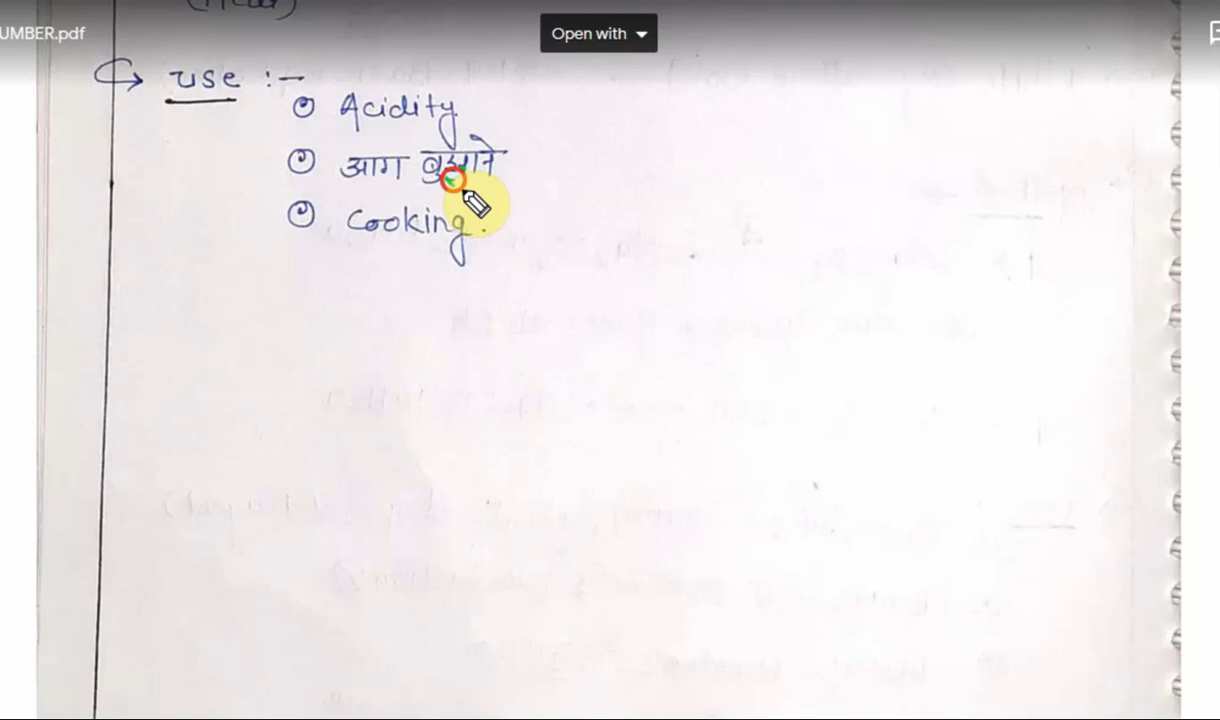 UMBER.pdf
Open with
use :-
Acidity
आग बुझाने
cooking.